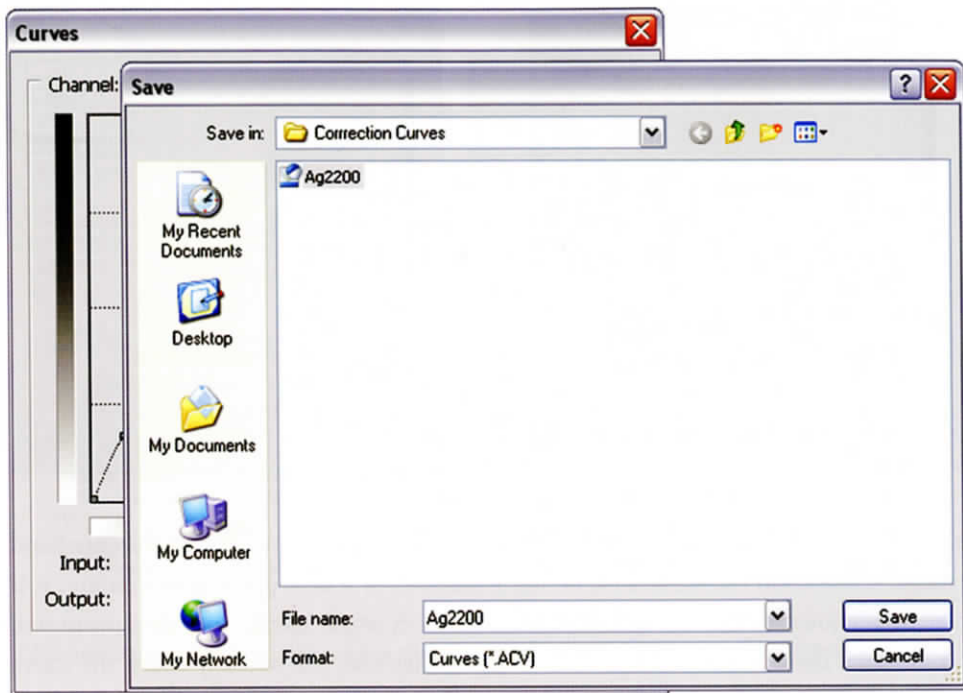 Curves
Channel:
Save
Save in: Corrrection Curves
Ag2200
My Recent
Documents
Desktop
My Documents
My Computer
My Network
Input:
Output:
File name: Ag2200
Format: Curves (*.ACV)
Save
Cancel